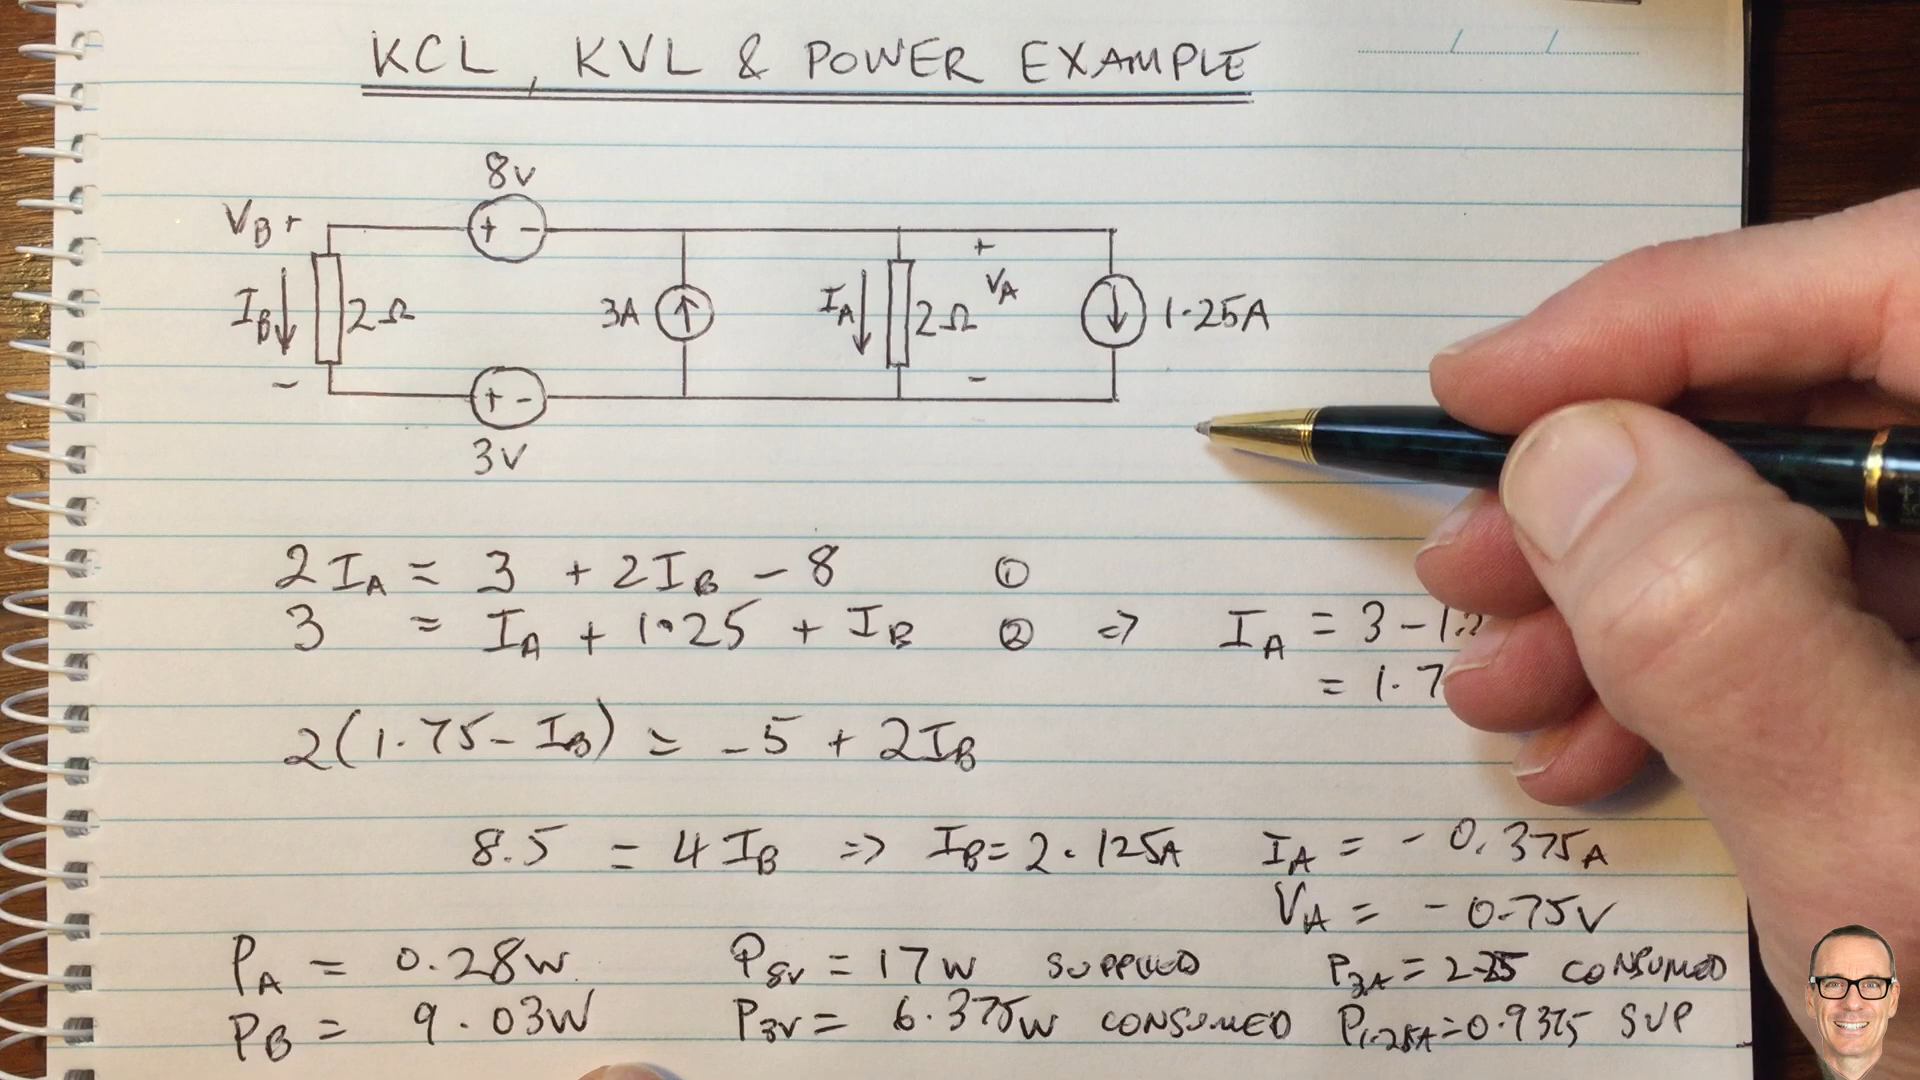 KCL, KVL & POWER EXAMPLE
8V
VB +
+ -
+
IB 2Ω
3A
IA 2Ω
VA
1.25A
-
+ -
-
3V
2IA = 3 + 2IB - 8 ①
3 = IA + 1.25 + IB ② => IA = 3 - 1.2
= 1.7
2(1.75 - IB) = -5 + 2IB
8.5 = 4IB => IB = 2.125A IA = -0.375A
VA = -0.75V
PA = 0.28W P8V = 17W SUPPLIED P3A = 2.25 CONSUMED
PB = 9.03W P3V = 6.375W CONSUMED P1.25A = 0.9375 SUP